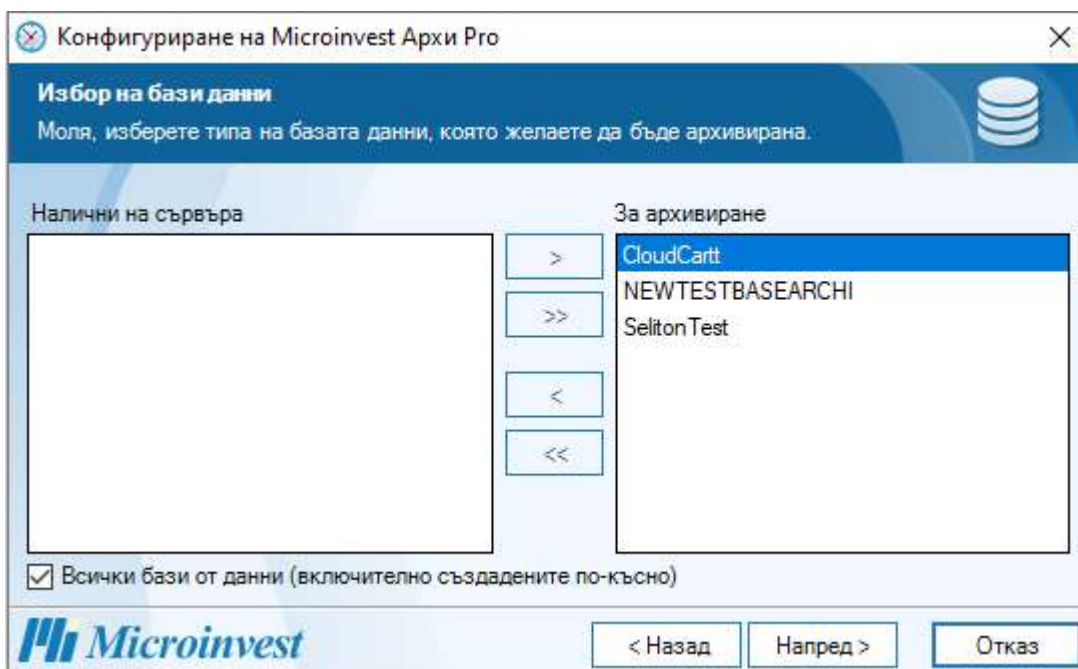 Конфигуриране на Microinvest Архи Pro
Избор на бази данни
Моля, изберете типа на базата данни, която желаете да бъде архивирана.
Налични на сървъра
За архивиране
>
>>
<
<<
CloudCartt
NEWTESTBASEARCHI
SelitonTest
Всички бази от данни (включително създадените по-късно)
Microinvest
< Назад
Напред >
Отказ